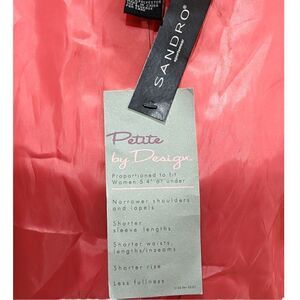 SANDRO®
Petite
by Design
Proportioned to fit
Women 5'4" or under
Narrower shoulders
and lapels
Shorter
sleeve lengths
Shorter waists,
lengths/inseams
Shorter rise
Less fullness